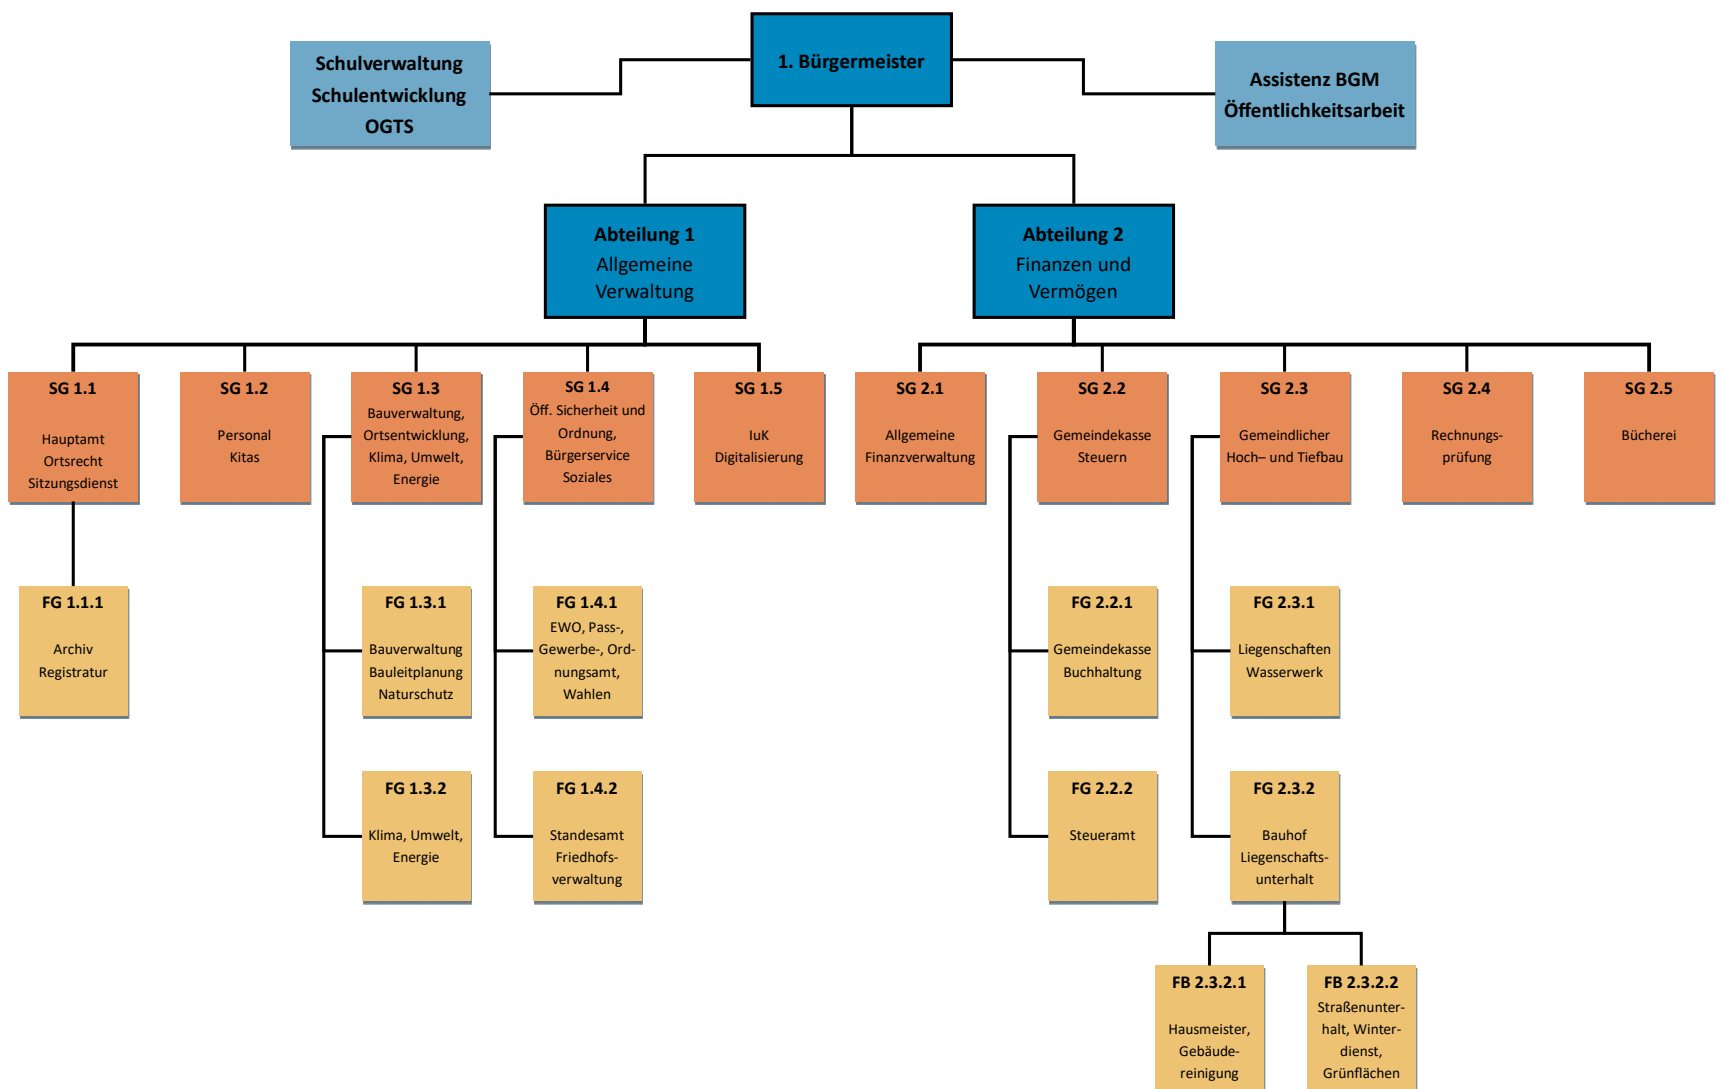 1. Bürgermeister
Schulverwaltung
Schulentwicklung
OGTS
Assistenz BGM
Öffentlichkeitsarbeit
Abteilung 1
Allgemeine
Verwaltung
Abteilung 2
Finanzen und
Vermögen
SG 1.1
Hauptamt
Ortsrecht
Sitzungsdienst
SG 1.2
Personal
Kitas
SG 1.3
Bauverwaltung,
Ortsentwicklung,
Klima, Umwelt,
Energie
SG 1.4
Öff. Sicherheit und
Ordnung,
Bürgerservice
Soziales
SG 1.5
IuK
Digitalisierung
SG 2.1
Allgemeine
Finanzverwaltung
SG 2.2
Gemeindekasse
Steuern
SG 2.3
Gemeindlicher
Hoch– und Tiefbau
SG 2.4
Rechnungs-
prüfung
SG 2.5
Bücherei
FG 1.1.1
Archiv
Registratur
FG 1.3.1
Bauverwaltung
Bauleitplanung
Naturschutz
FG 1.4.1
EWO, Pass-,
Gewerbe-, Ord-
nungsamt,
Wahlen
FG 2.2.1
Gemeindekasse
Buchhaltung
FG 2.3.1
Liegenschaften
Wasserwerk
FG 1.3.2
Klima, Umwelt,
Energie
FG 1.4.2
Standesamt
Friedhofs-
verwaltung
FG 2.2.2
Steueramt
FG 2.3.2
Bauhof
Liegenschafts-
unterhalt
FB 2.3.2.1
Hausmeister,
Gebäude-
reinigung
FB 2.3.2.2
Straßenunter-
halt, Winter-
dienst,
Grünflächen